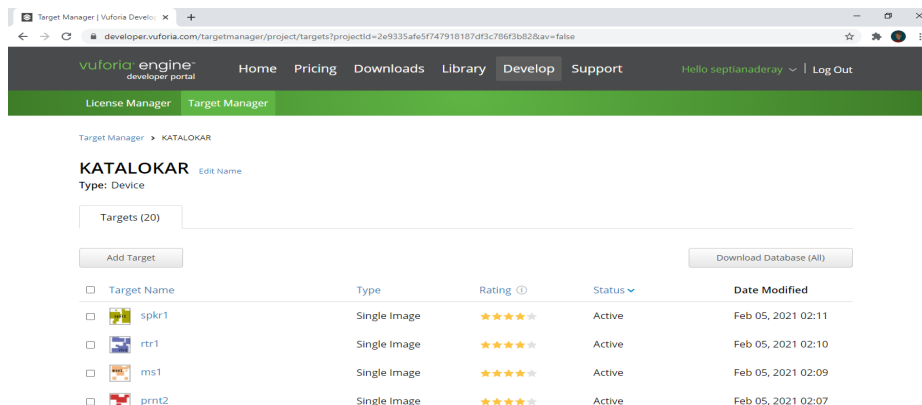 Target Manager | Vuforia Develop
developer.vuforia.com/targetmanager/project/targets?projectId=2e9335afe5f747918187df3c786f3b82&av=false
vuforia engine™ Home Pricing Downloads Library Develop Support Hello septianaderay | Log Out
developer portal
License Manager Target Manager
Target Manager > KATALOKAR
KATALOKAR Edit Name
Type: Device
Targets (20)
Add Target Download Database (All)
Target Name Type Rating Status Date Modified
spkr1 Single Image Active Feb 05, 2021 02:11
rtr1 Single Image Active Feb 05, 2021 02:10
ms1 Single Image Active Feb 05, 2021 02:09
prnt2 Single Image Active Feb 05, 2021 02:07